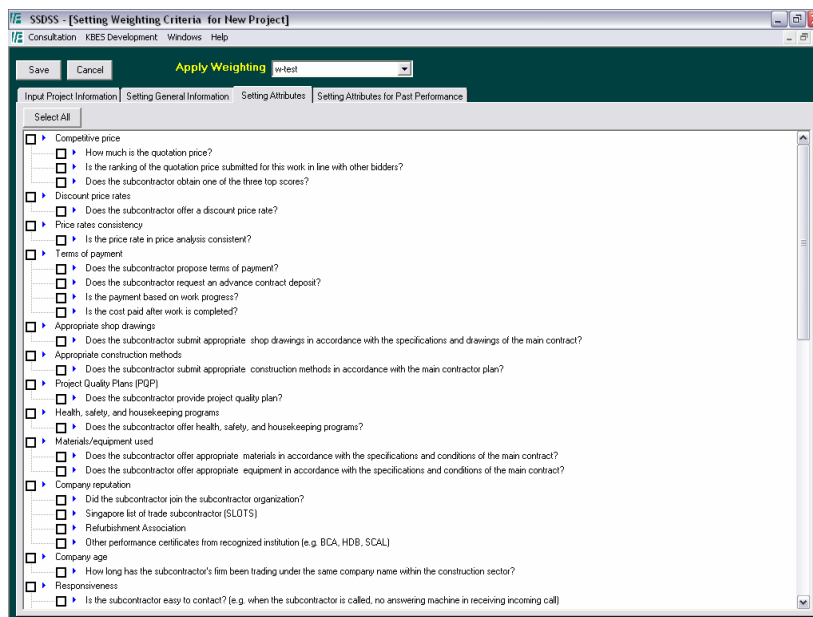 SSDSS - [Setting Weighting Criteria for New Project]
Consultation KBES Development Windows Help
Save Cancel Apply Weighting w-test
Input Project Information Setting General Information Setting Attributes Setting Attributes for Past Performance
Select All
Competitive price
How much is the quotation price?
Is the ranking of the quotation price submitted for this work in line with other bidders?
Does the subcontractor obtain one of the three top scores?
Discount price rates
Does the subcontractor offer a discount price rate?
Price rates consistency
Is the price rate in price analysis consistent?
Terms of payment
Does the subcontractor propose terms of payment?
Does the subcontractor request an advance contract deposit?
Is the payment based on work progress?
Is the cost paid after work is completed?
Appropriate shop drawings
Does the subcontractor submit appropriate shop drawings in accordance with the specifications and drawings of the main contract?
Appropriate construction methods
Does the subcontractor submit appropriate construction methods in accordance with the main contractor plan?
Project Quality Plans (PQP)
Does the subcontractor provide project quality plan?
Health, safety, and housekeeping programs
Does the subcontractor offer health, safety, and housekeeping programs?
Materials/equipment used
Does the subcontractor offer appropriate materials in accordance with the specifications and conditions of the main contract?
Does the subcontractor offer appropriate equipment in accordance with the specifications and conditions of the main contract?
Company reputation
Did the subcontractor join the subcontractor organization?
Singapore list of trade subcontractor (SLOTS)
Refurbishment Association
Other performance certificates from recognized institution (e.g. BCA, HDB, SCAL)
Company age
How long has the subcontractor's firm been trading under the same company name within the construction sector?
Responsiveness
Is the subcontractor easy to contact? (e.g. when the subcontractor is called, no answering machine in receiving incoming call)